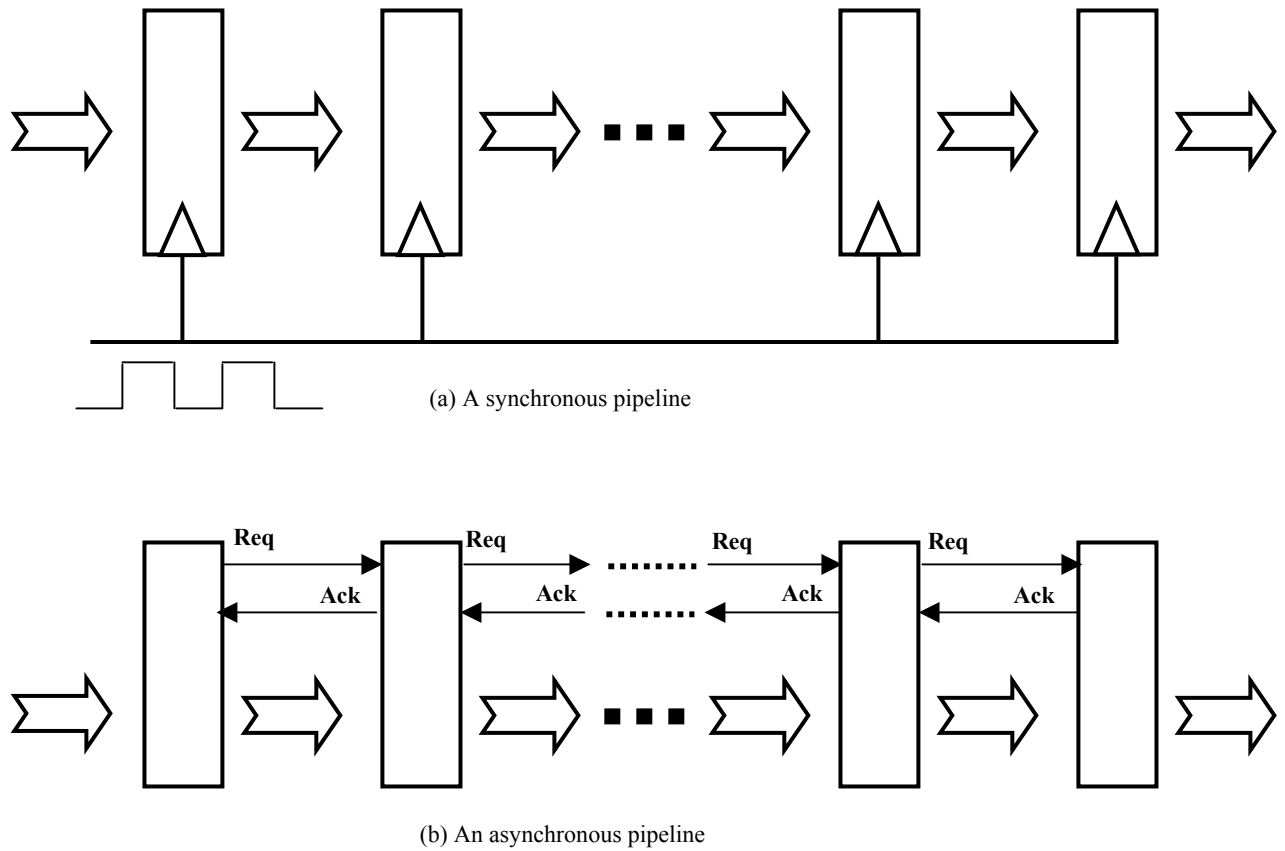 (a) A synchronous pipeline
Req Req Req Req
Ack Ack Ack Ack
(b) An asynchronous pipeline